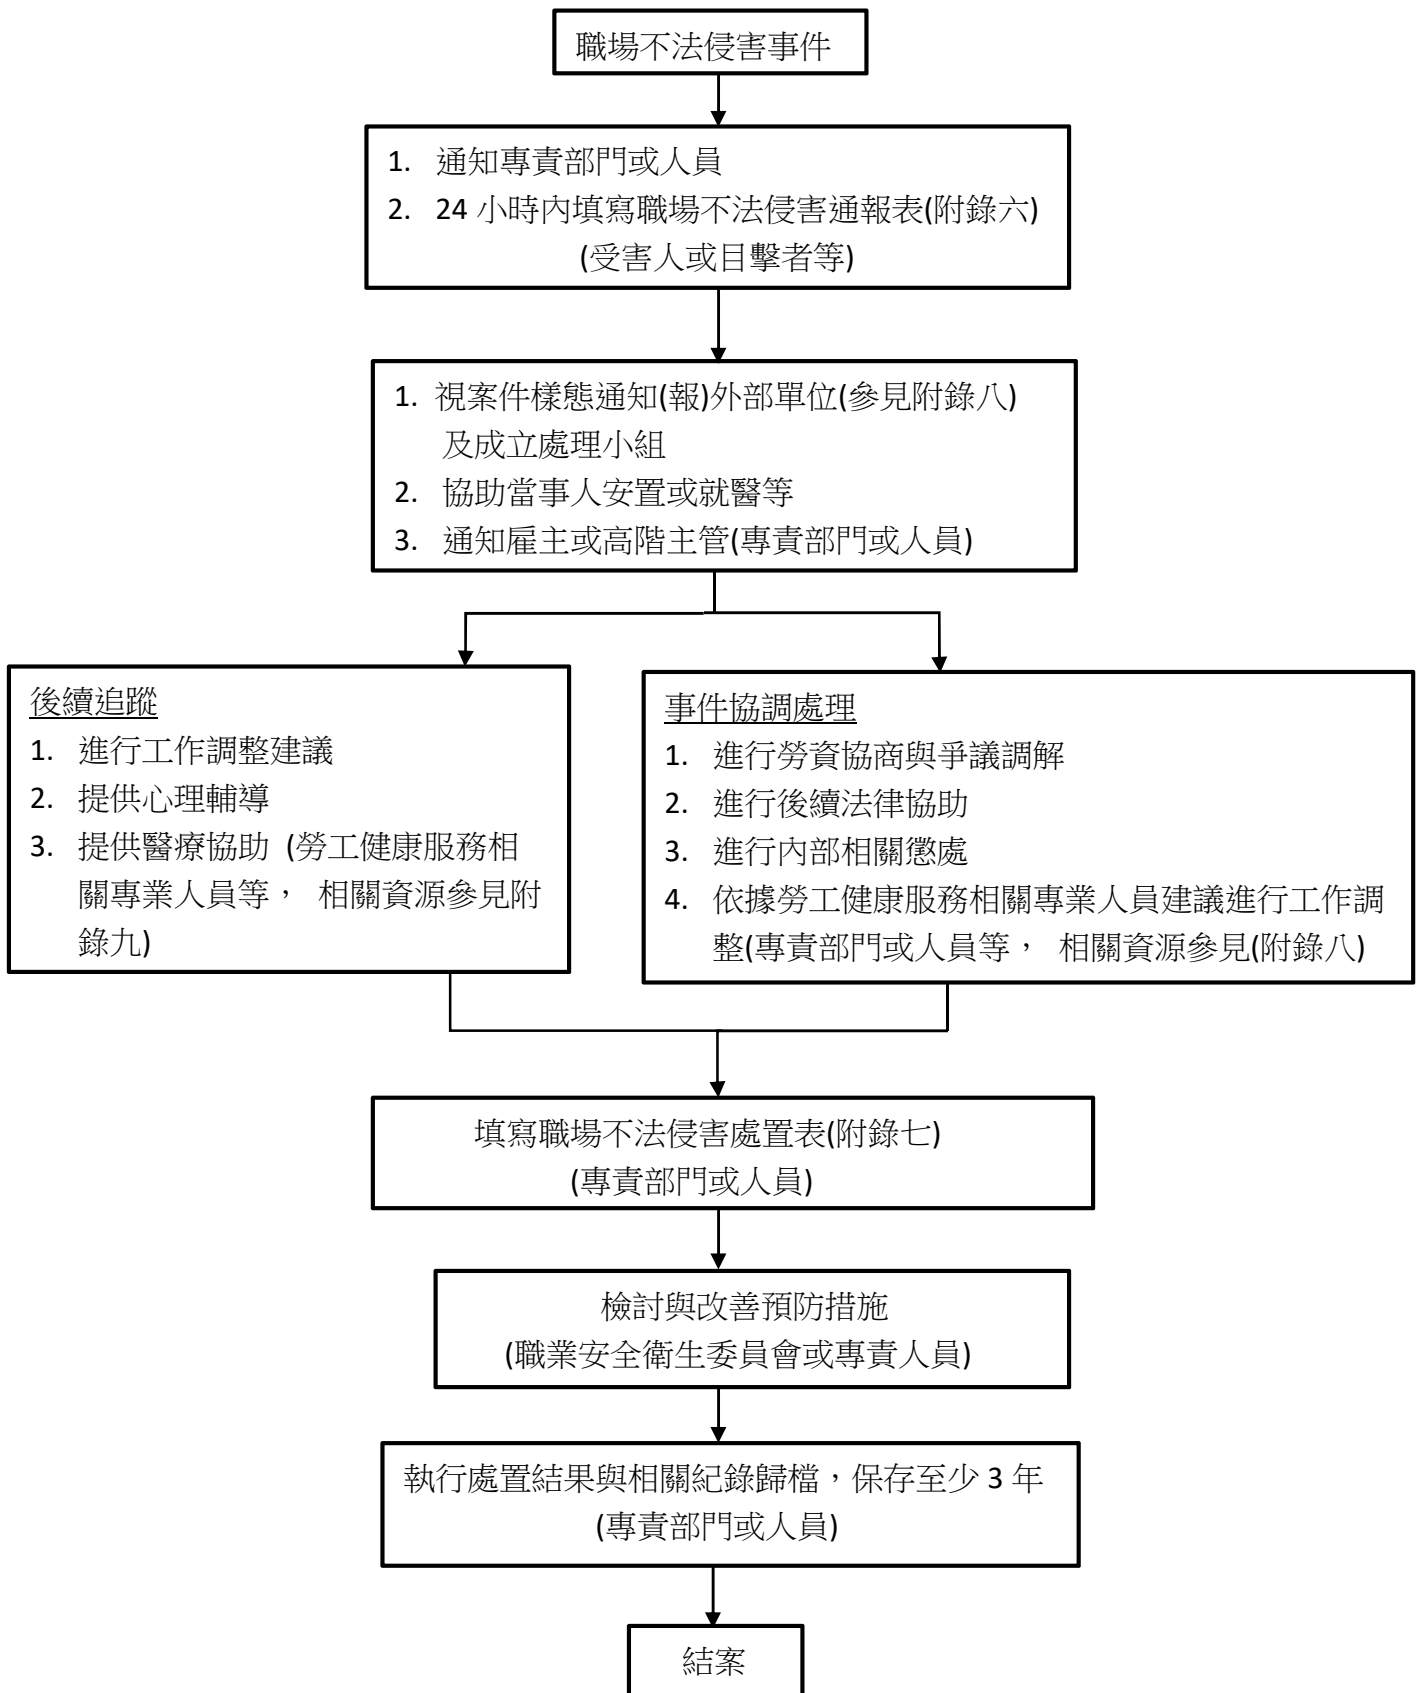 職場不法侵害事件
1. 通知專責部門或人員
2. 24 小時內填寫職場不法侵害通報表(附錄六)
(受害人或目擊者等)
1. 視案件樣態通知(報)外部單位(參見附錄八)
及成立處理小組
2. 協助當事人安置或就醫等
3. 通知雇主或高階主管(專責部門或人員)
後續追蹤
1. 進行工作調整建議
2. 提供心理輔導
3. 提供醫療協助 (勞工健康服務相
關專業人員等, 相關資源參見附
錄九)
事件協調處理
1. 進行勞資協商與爭議調解
2. 進行後續法律協助
3. 進行內部相關懲處
4. 依據勞工健康服務相關專業人員建議進行工作調
整(專責部門或人員等, 相關資源參見(附錄八)
填寫職場不法侵害處置表(附錄七)
(專責部門或人員)
檢討與改善預防措施
(職業安全衛生委員會或專責人員)
執行處置結果與相關紀錄歸檔,保存至少 3 年
(專責部門或人員)
結案